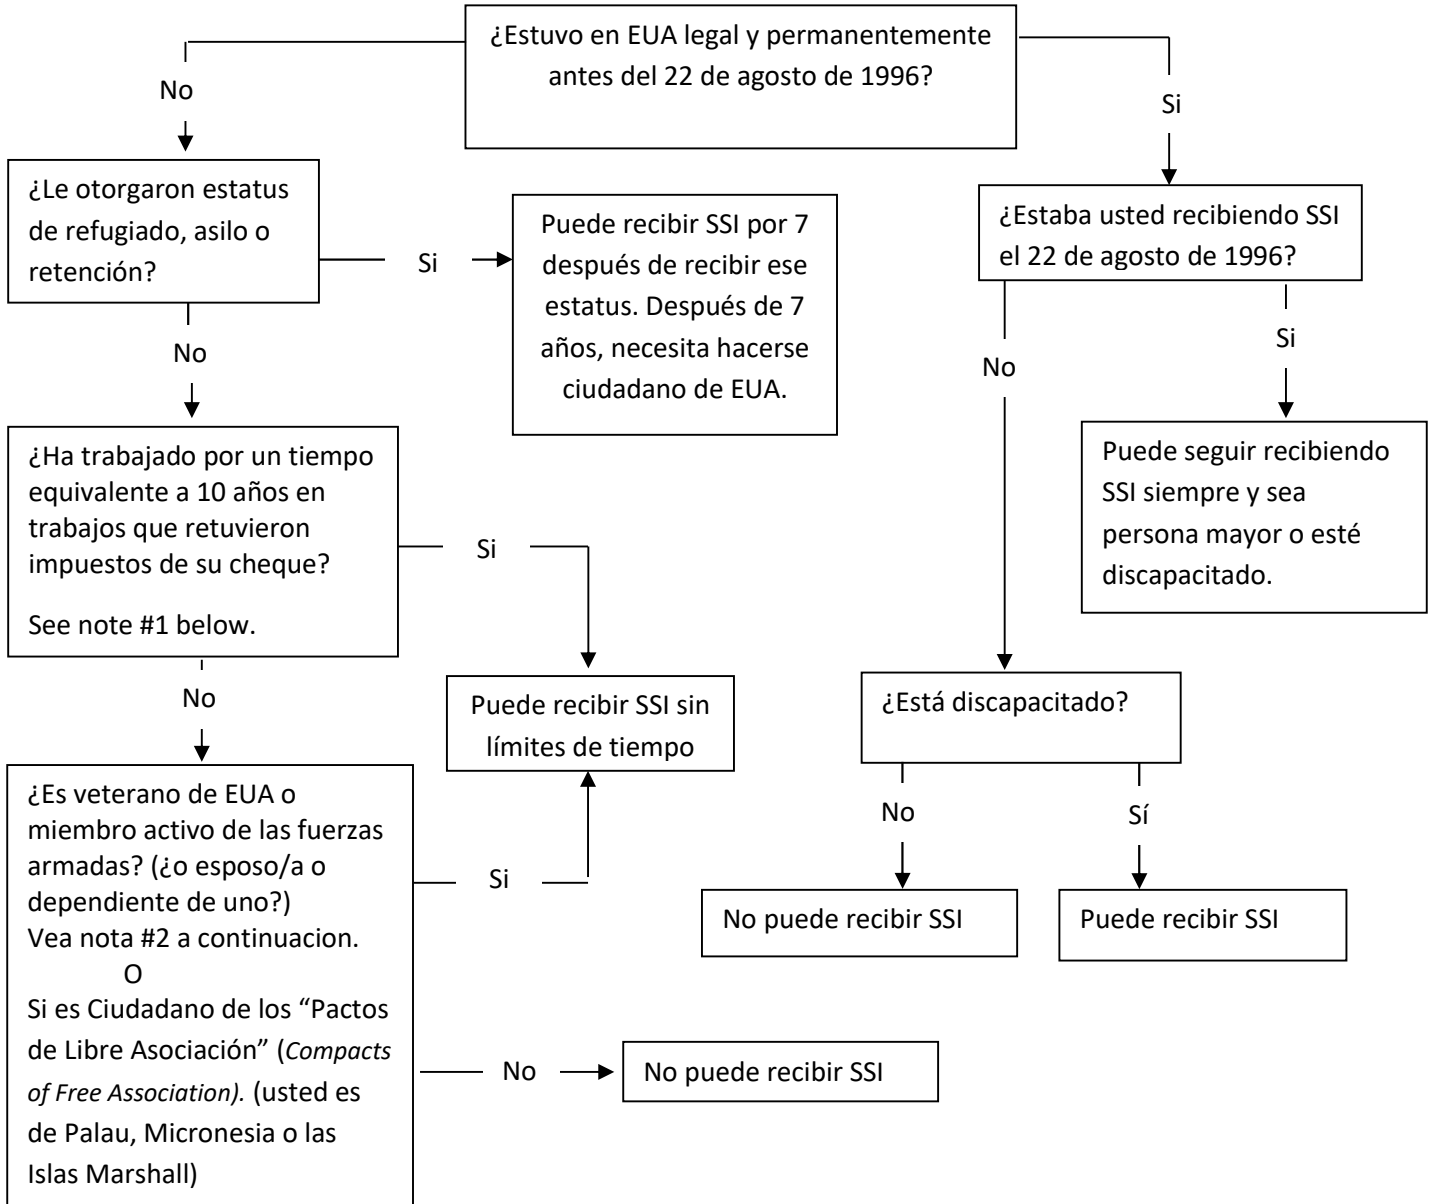 ¿Estuvo en EUA legal y permanentemente
antes del 22 de agosto de 1996?
No
Si
¿Le otorgaron estatus
de refugiado, asilo o
retención?
Si
Puede recibir SSI por 7
después de recibir ese
estatus. Después de 7
años, necesita hacerse
ciudadano de EUA.
¿Estaba usted recibiendo SSI
el 22 de agosto de 1996?
No
Si
No
Puede seguir recibiendo
SSI siempre y sea
persona mayor o esté
discapacitado.
¿Ha trabajado por un tiempo
equivalente a 10 años en
trabajos que retuvieron
impuestos de su cheque?
See note #1 below.
Si
No
Puede recibir SSI sin
límites de tiempo
¿Está discapacitado?
No
Sí
No puede recibir SSI
Puede recibir SSI
¿Es veterano de EUA o
miembro activo de las fuerzas
armadas? (¿o esposo/a o
dependiente de uno?)
Vea nota #2 a continuacion.
O
Si es Ciudadano de los “Pactos
de Libre Asociación” (Compacts
of Free Association). (usted es
de Palau, Micronesia o las
Islas Marshall)
Si
No
No puede recibir SSI